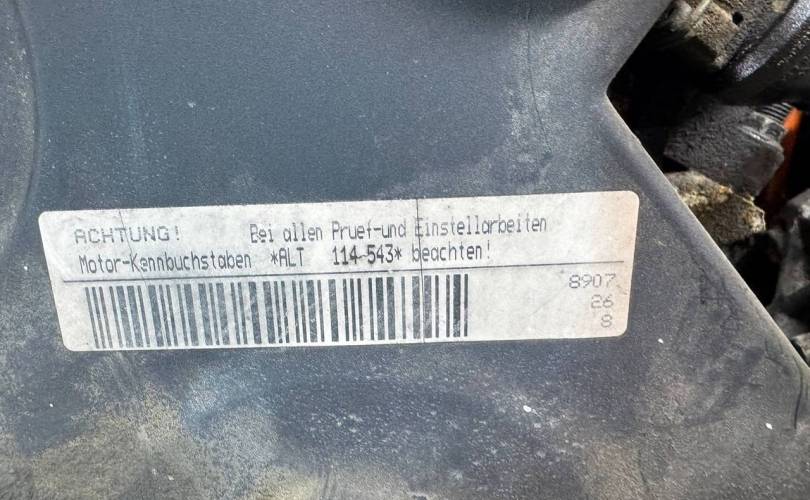 ACHTUNG! Bei allen Pruef-und Einstellarbeiten
Motor-Kennbuchstaben *ALT 114-543* beachten!
8907
26
8